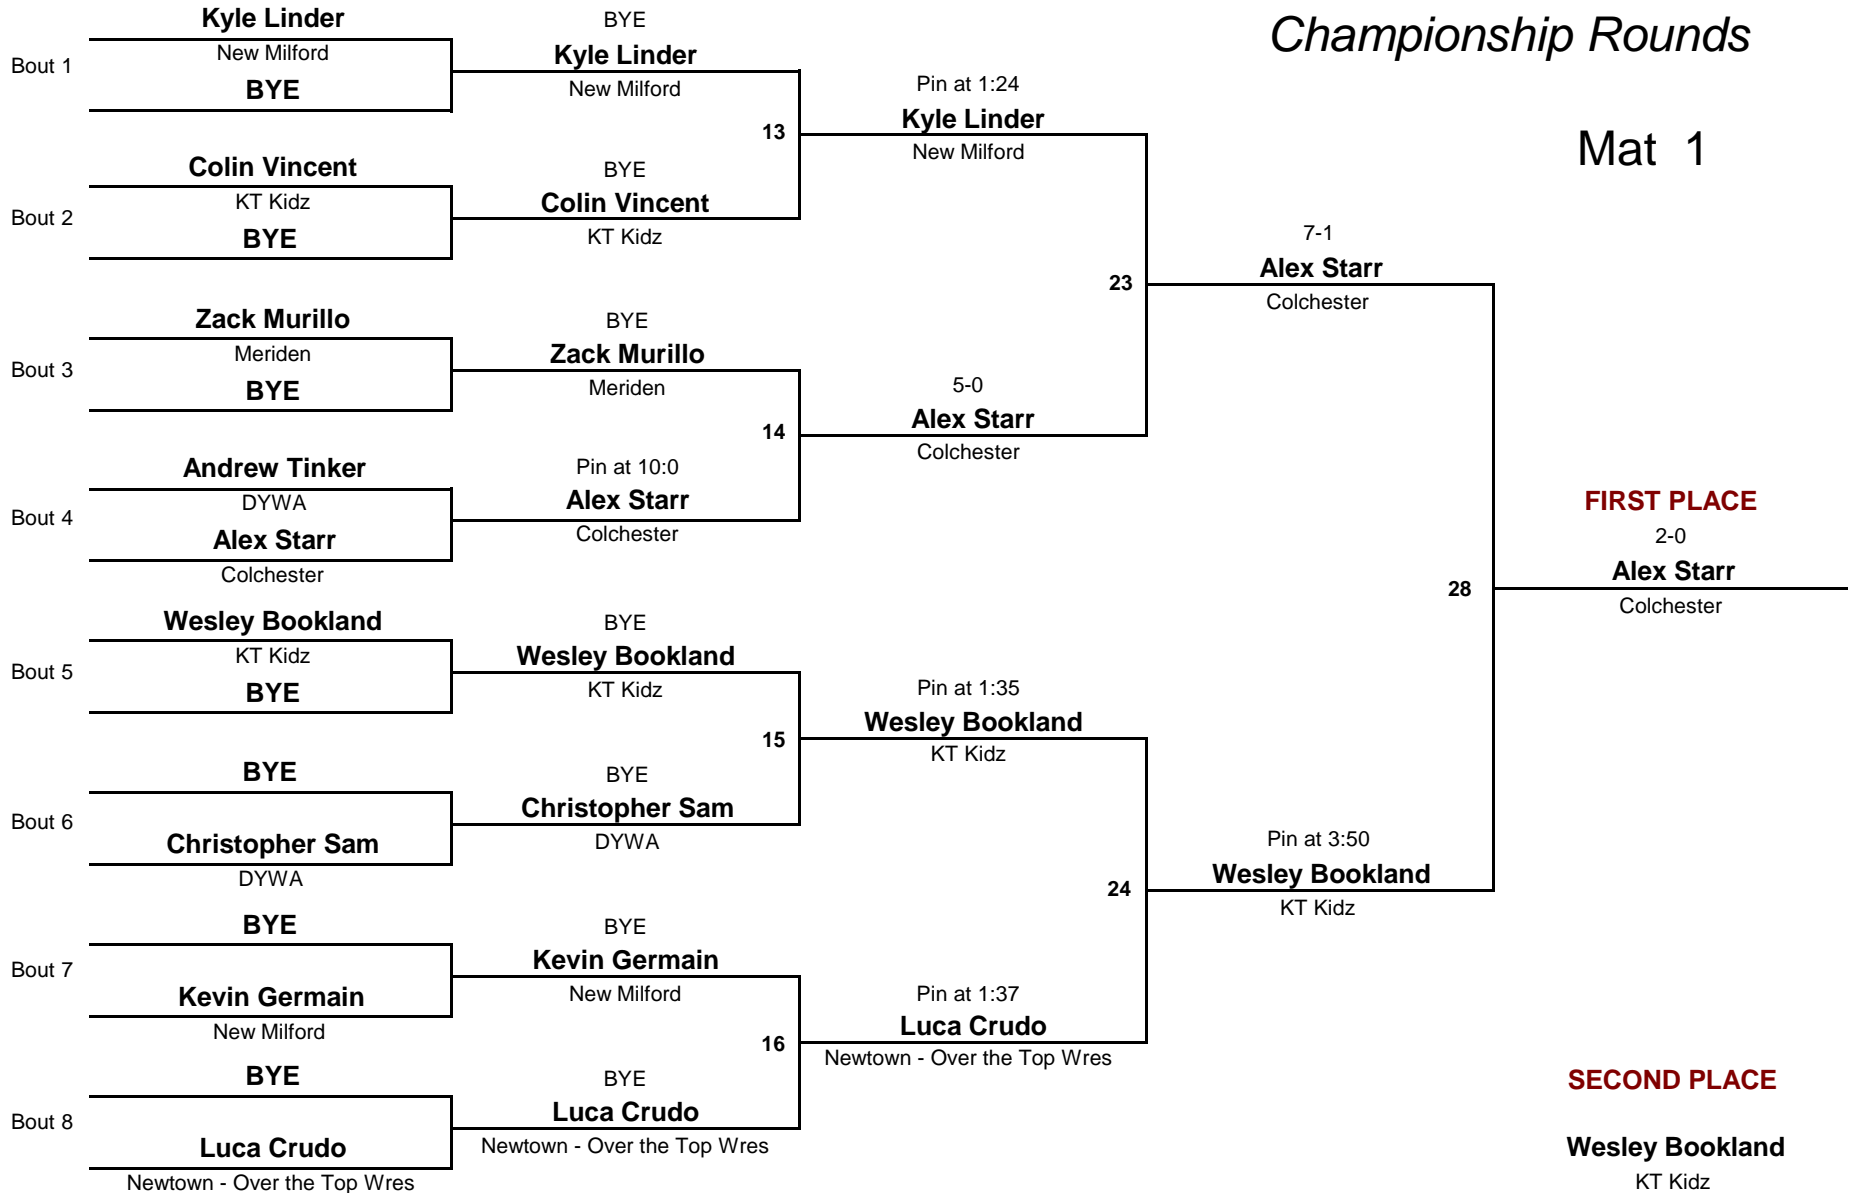 Championship Rounds
Mat 1
Bout 1
Kyle Linder
New Milford
BYE
Bout 2
Colin Vincent
KT Kidz
BYE
Bout 3
Zack Murillo
Meriden
BYE
Bout 4
Andrew Tinker
DYWA
Alex Starr
Colchester
Bout 5
Wesley Bookland
KT Kidz
BYE
Bout 6
BYE
Christopher Sam
DYWA
Bout 7
BYE
Kevin Germain
New Milford
Bout 8
BYE
Luca Crudo
Newtown - Over the Top Wres
BYE
Kyle Linder
New Milford
13
BYE
Colin Vincent
KT Kidz
BYE
Zack Murillo
Meriden
14
Pin at 10:0
Alex Starr
Colchester
BYE
Wesley Bookland
KT Kidz
15
BYE
Christopher Sam
DYWA
BYE
Kevin Germain
New Milford
16
BYE
Luca Crudo
Newtown - Over the Top Wres
Pin at 1:24
Kyle Linder
New Milford
23
5-0
Alex Starr
Colchester
Pin at 1:35
Wesley Bookland
KT Kidz
24
Pin at 1:37
Luca Crudo
Newtown - Over the Top Wres
7-1
Alex Starr
Colchester
28
Pin at 3:50
Wesley Bookland
KT Kidz
FIRST PLACE
2-0
Alex Starr
Colchester
SECOND PLACE
Wesley Bookland
KT Kidz